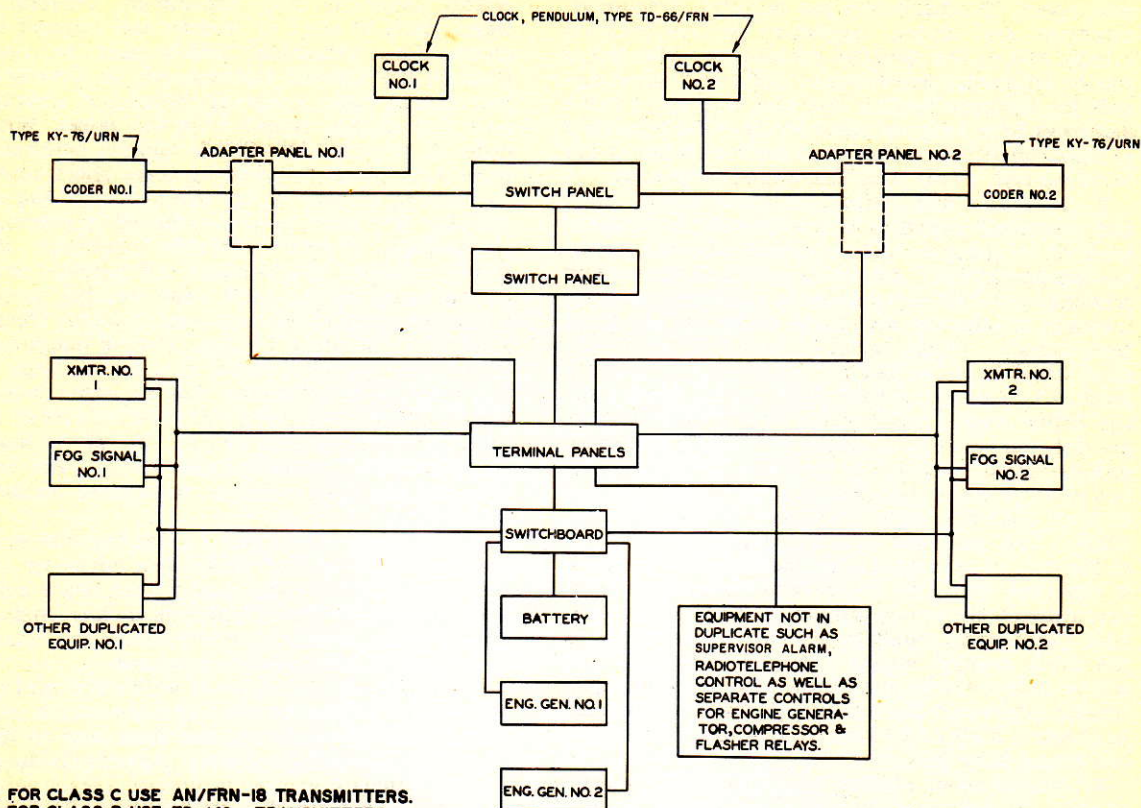 CLOCK, PENDULUM, TYPE TD-66/FRN
CLOCK
NO.1
CLOCK
NO.2
TYPE KY-76/URN
TYPE KY-76/URN
ADAPTER PANEL NO.1
ADAPTER PANEL NO.2
CODER NO.1
SWITCH PANEL
CODER NO.2
SWITCH PANEL
XMTR. NO.
1
XMTR. NO.
2
FOG SIGNAL
NO.1
TERMINAL PANELS
FOG SIGNAL
NO.2
SWITCHBOARD
BATTERY
OTHER DUPLICATED
EQUIP. NO.1
EQUIPMENT NOT IN
DUPLICATE SUCH AS
SUPERVISOR ALARM,
RADIOTELEPHONE
CONTROL AS WELL AS
SEPARATE CONTROLS
FOR ENGINE GENERA-
TOR, COMPRESSOR &
FLASHER RELAYS.
OTHER DUPLICATED
EQUIP. NO.2
ENG. GEN. NO.1
ENG. GEN. NO.2
FOR CLASS C USE AN/FRN-18 TRANSMITTERS.
FOR CLASS